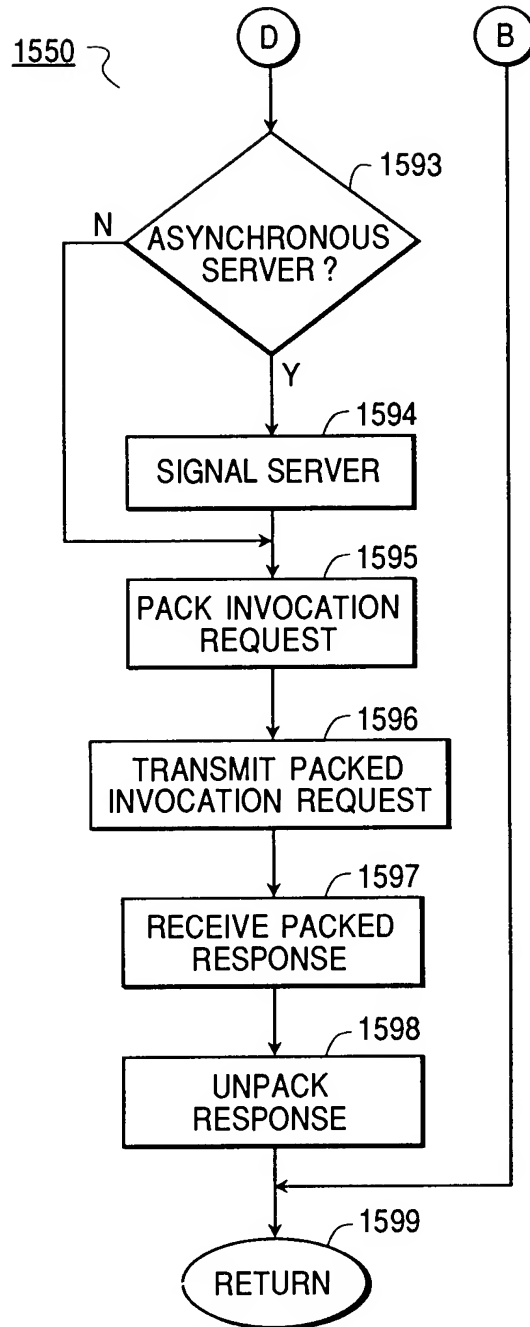 1550
D
B
1593
N
ASYNCHRONOUS
SERVER ?
Y
1594
SIGNAL SERVER
1595
PACK INVOCATION
REQUEST
1596
TRANSMIT PACKED
INVOCATION REQUEST
1597
RECEIVE PACKED
RESPONSE
1598
UNPACK
RESPONSE
1599
RETURN